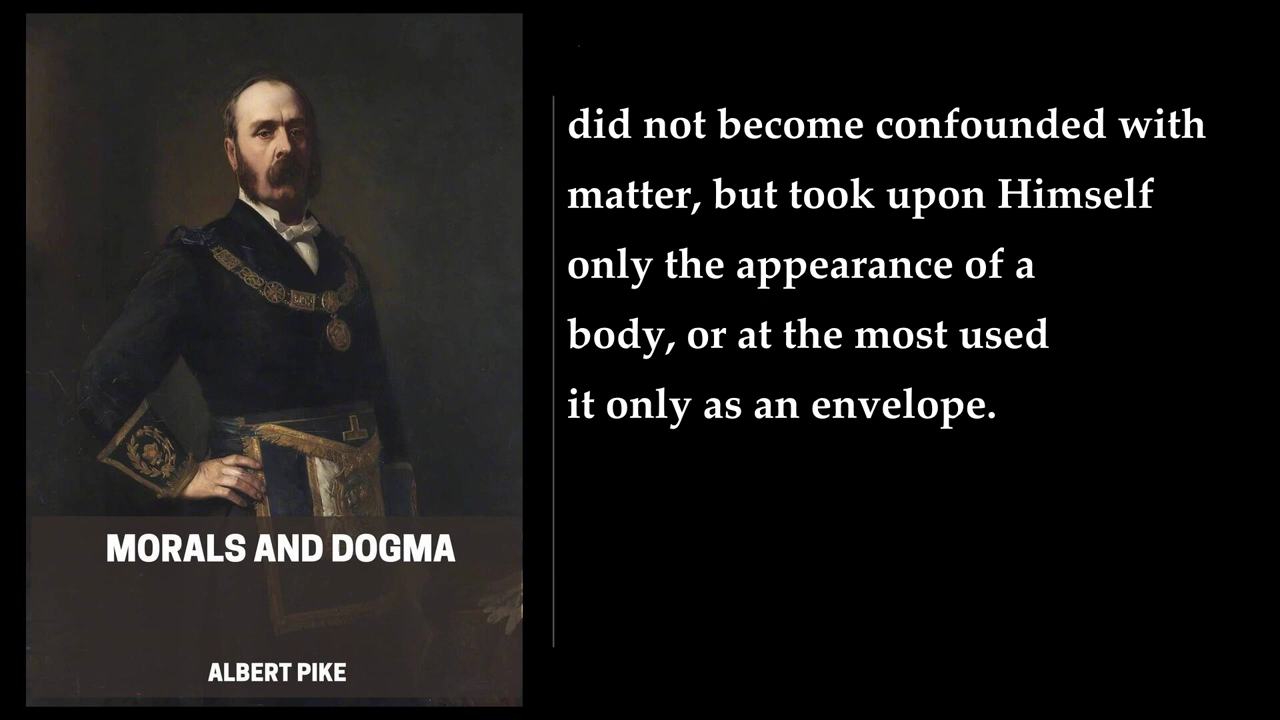 MORALS AND DOGMA
ALBERT PIKE
did not become confounded with
matter, but took upon Himself
only the appearance of a
body, or at the most used
it only as an envelope.